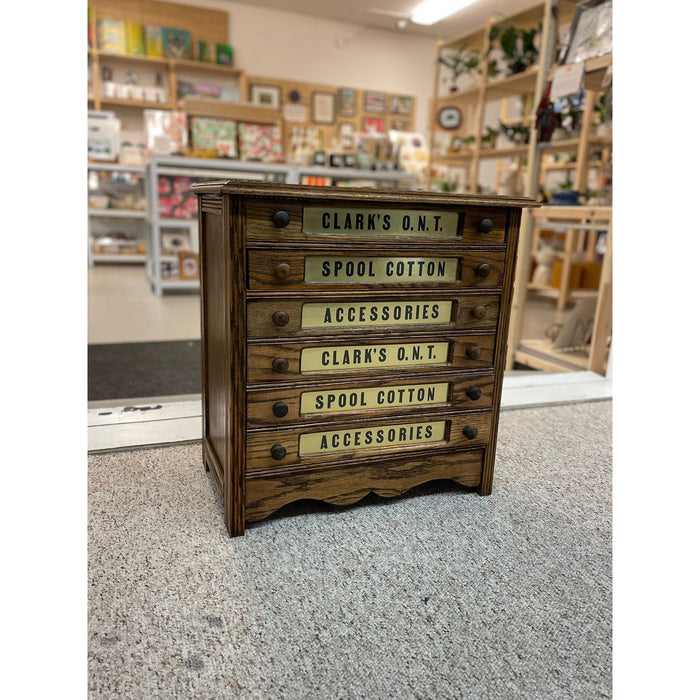 CLARK'S O.N.T.
SPOOL COTTON
ACCESSORIES
CLARK'S O.N.T.
SPOOL COTTON
ACCESSORIES